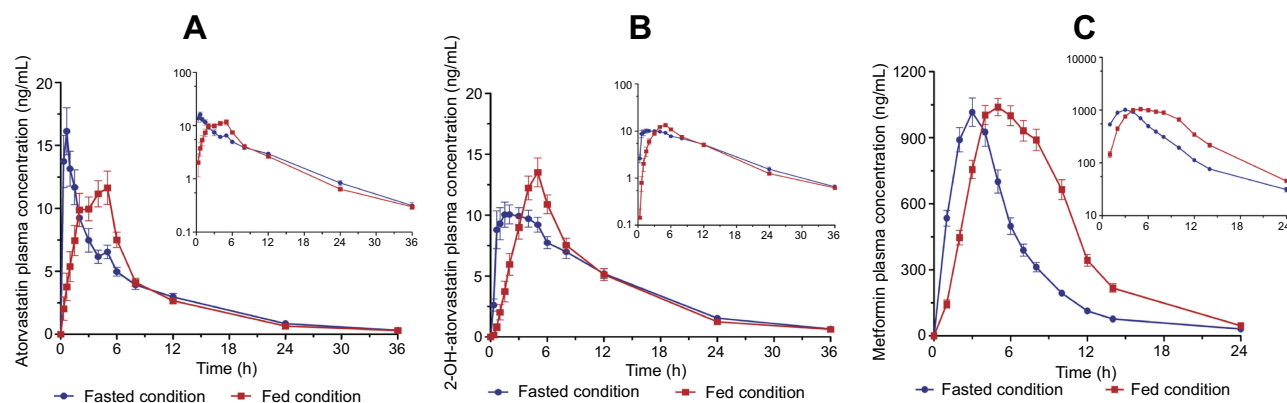 A
Atorvastatin plasma concentration (ng/mL)
20
15
10
5
0
0 6 12 18 24 30 36
Time (h)
100
10
1
0.1
0 6 12 18 24 30 36
Fasted condition Fed condition
B
2-OH-atorvastatin plasma concentration (ng/mL)
20
15
10
5
0
0 6 12 18 24 30 36
Time (h)
100
10
1
0.1
0 6 12 18 24 30 36
Fasted condition Fed condition
C
Metformin plasma concentration (ng/mL)
1200
900
600
300
0
0 6 12 18 24
Time (h)
10000
1000
100
10
0 6 12 18 24
Fasted condition Fed condition